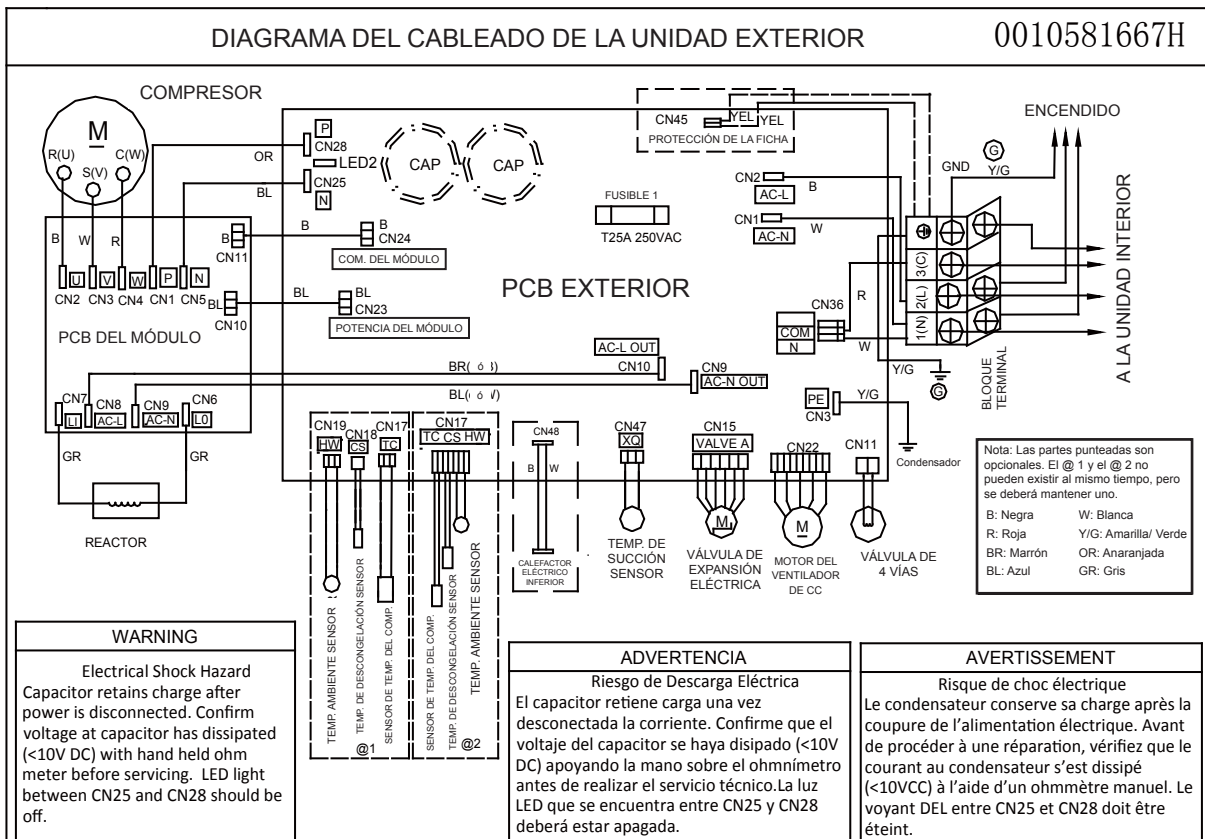 DIAGRAMA DEL CABLEADO DE LA UNIDAD EXTERIOR
0010581667H
COMPRESOR
M
R(U)
S(V)
C(W)
OR
BL
P
CN28
LED2
CN25
N
CAP
CAP
CN45
YEL
YEL
PROTECCIÓN DE LA FICHA
ENCENDIDO
GND
G
Y/G
FUSIBLE 1
T25A 250VAC
CN2
AC-L
B
CN1
AC-N
W
B
W
R
B
CN11
B
B
CN24
COM. DEL MÓDULO
U
V
W
P
N
CN2
CN3
CN4
CN1
CN5
BL
CN10
BL
BL
CN23
POTENCIA DEL MÓDULO
PCB DEL MÓDULO
PCB EXTERIOR
CN36
COM
N
R
W
3(C)
2(L)
1(N)
A LA UNIDAD INTERIOR
BLOQUE
TERMINAL
Y/G
G
AC-L OUT
CN10
CN9
AC-N OUT
BR( ó
BL( ó
CN7
LI
CN8
AC-L
CN9
AC-N
CN6
L0
GR
GR
REACTOR
PE
CN3
Y/G
Condensador
CN19
HW
CN18
CS
CN17
TC
CN17
TC CS HW
CN48
B
W
CALEFACTOR
ELÉCTRICO
INFERIOR
CN47
XQ
TEMP. DE
SUCCIÓN
SENSOR
CN15
VALVE A
M
VÁLVULA DE
EXPANSIÓN
ELÉCTRICA
CN22
M
MOTOR DEL
VENTILADOR
DE CC
CN11
VÁLVULA DE
4 VÍAS
TEMP. AMBIENTE SENSOR
TEMP. DE DESCONGELACIÓN SENSOR
SENSOR DE TEMP. DEL COMP.
@1
SENSOR DE TEMP. DEL COMP.
TEMP. DE DESCONGELACIÓN SENSOR
TEMP. AMBIENTE SENSOR
@2
Nota: Las partes punteadas son
opcionales. El @ 1 y el @ 2 no
pueden existir al mismo tiempo, pero
se deberá mantener uno.
B: Negra W: Blanca
R: Roja Y/G: Amarilla/ Verde
BR: Marrón OR: Anaranjada
BL: Azul GR: Gris
WARNING
Electrical Shock Hazard
Capacitor retains charge after
power is disconnected. Confirm
voltage at capacitor has dissipated
(<10V DC) with hand held ohm
meter before servicing. LED light
between CN25 and CN28 should be
off.
ADVERTENCIA
Riesgo de Descarga Eléctrica
El capacitor retiene carga una vez
desconectada la corriente. Confirme que el
voltaje del capacitor se haya disipado (<10V
DC) apoyando la mano sobre el ohmnímetro
antes de realizar el servicio técnico.La luz
LED que se encuentra entre CN25 y CN28
deberá estar apagada.
AVERTISSEMENT
Risque de choc électrique
Le condensateur conserve sa charge après la
coupure de l’alimentation électrique. Avant
de procéder à une réparation, vérifiez que le
courant au condensateur s’est dissipé
(<10VCC) à l’aide d’un ohmmètre manuel. Le
voyant DEL entre CN25 et CN28 doit être
éteint.